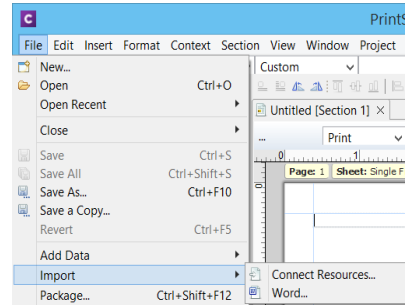 C PrintS
File Edit Insert Format Context Section View Window Project
New... Custom
Open Ctrl+O
Open Recent
Untitled [Section 1] ×
Close
... Print
Save Ctrl+S
0 1
Save All Ctrl+Shift+S
Page: 1 Sheet: Single F
Save As... Ctrl+F10
Save a Copy...
Revert Ctrl+F5
Add Data
Import
Connect Resources...
Package... Ctrl+Shift+F12
Word...